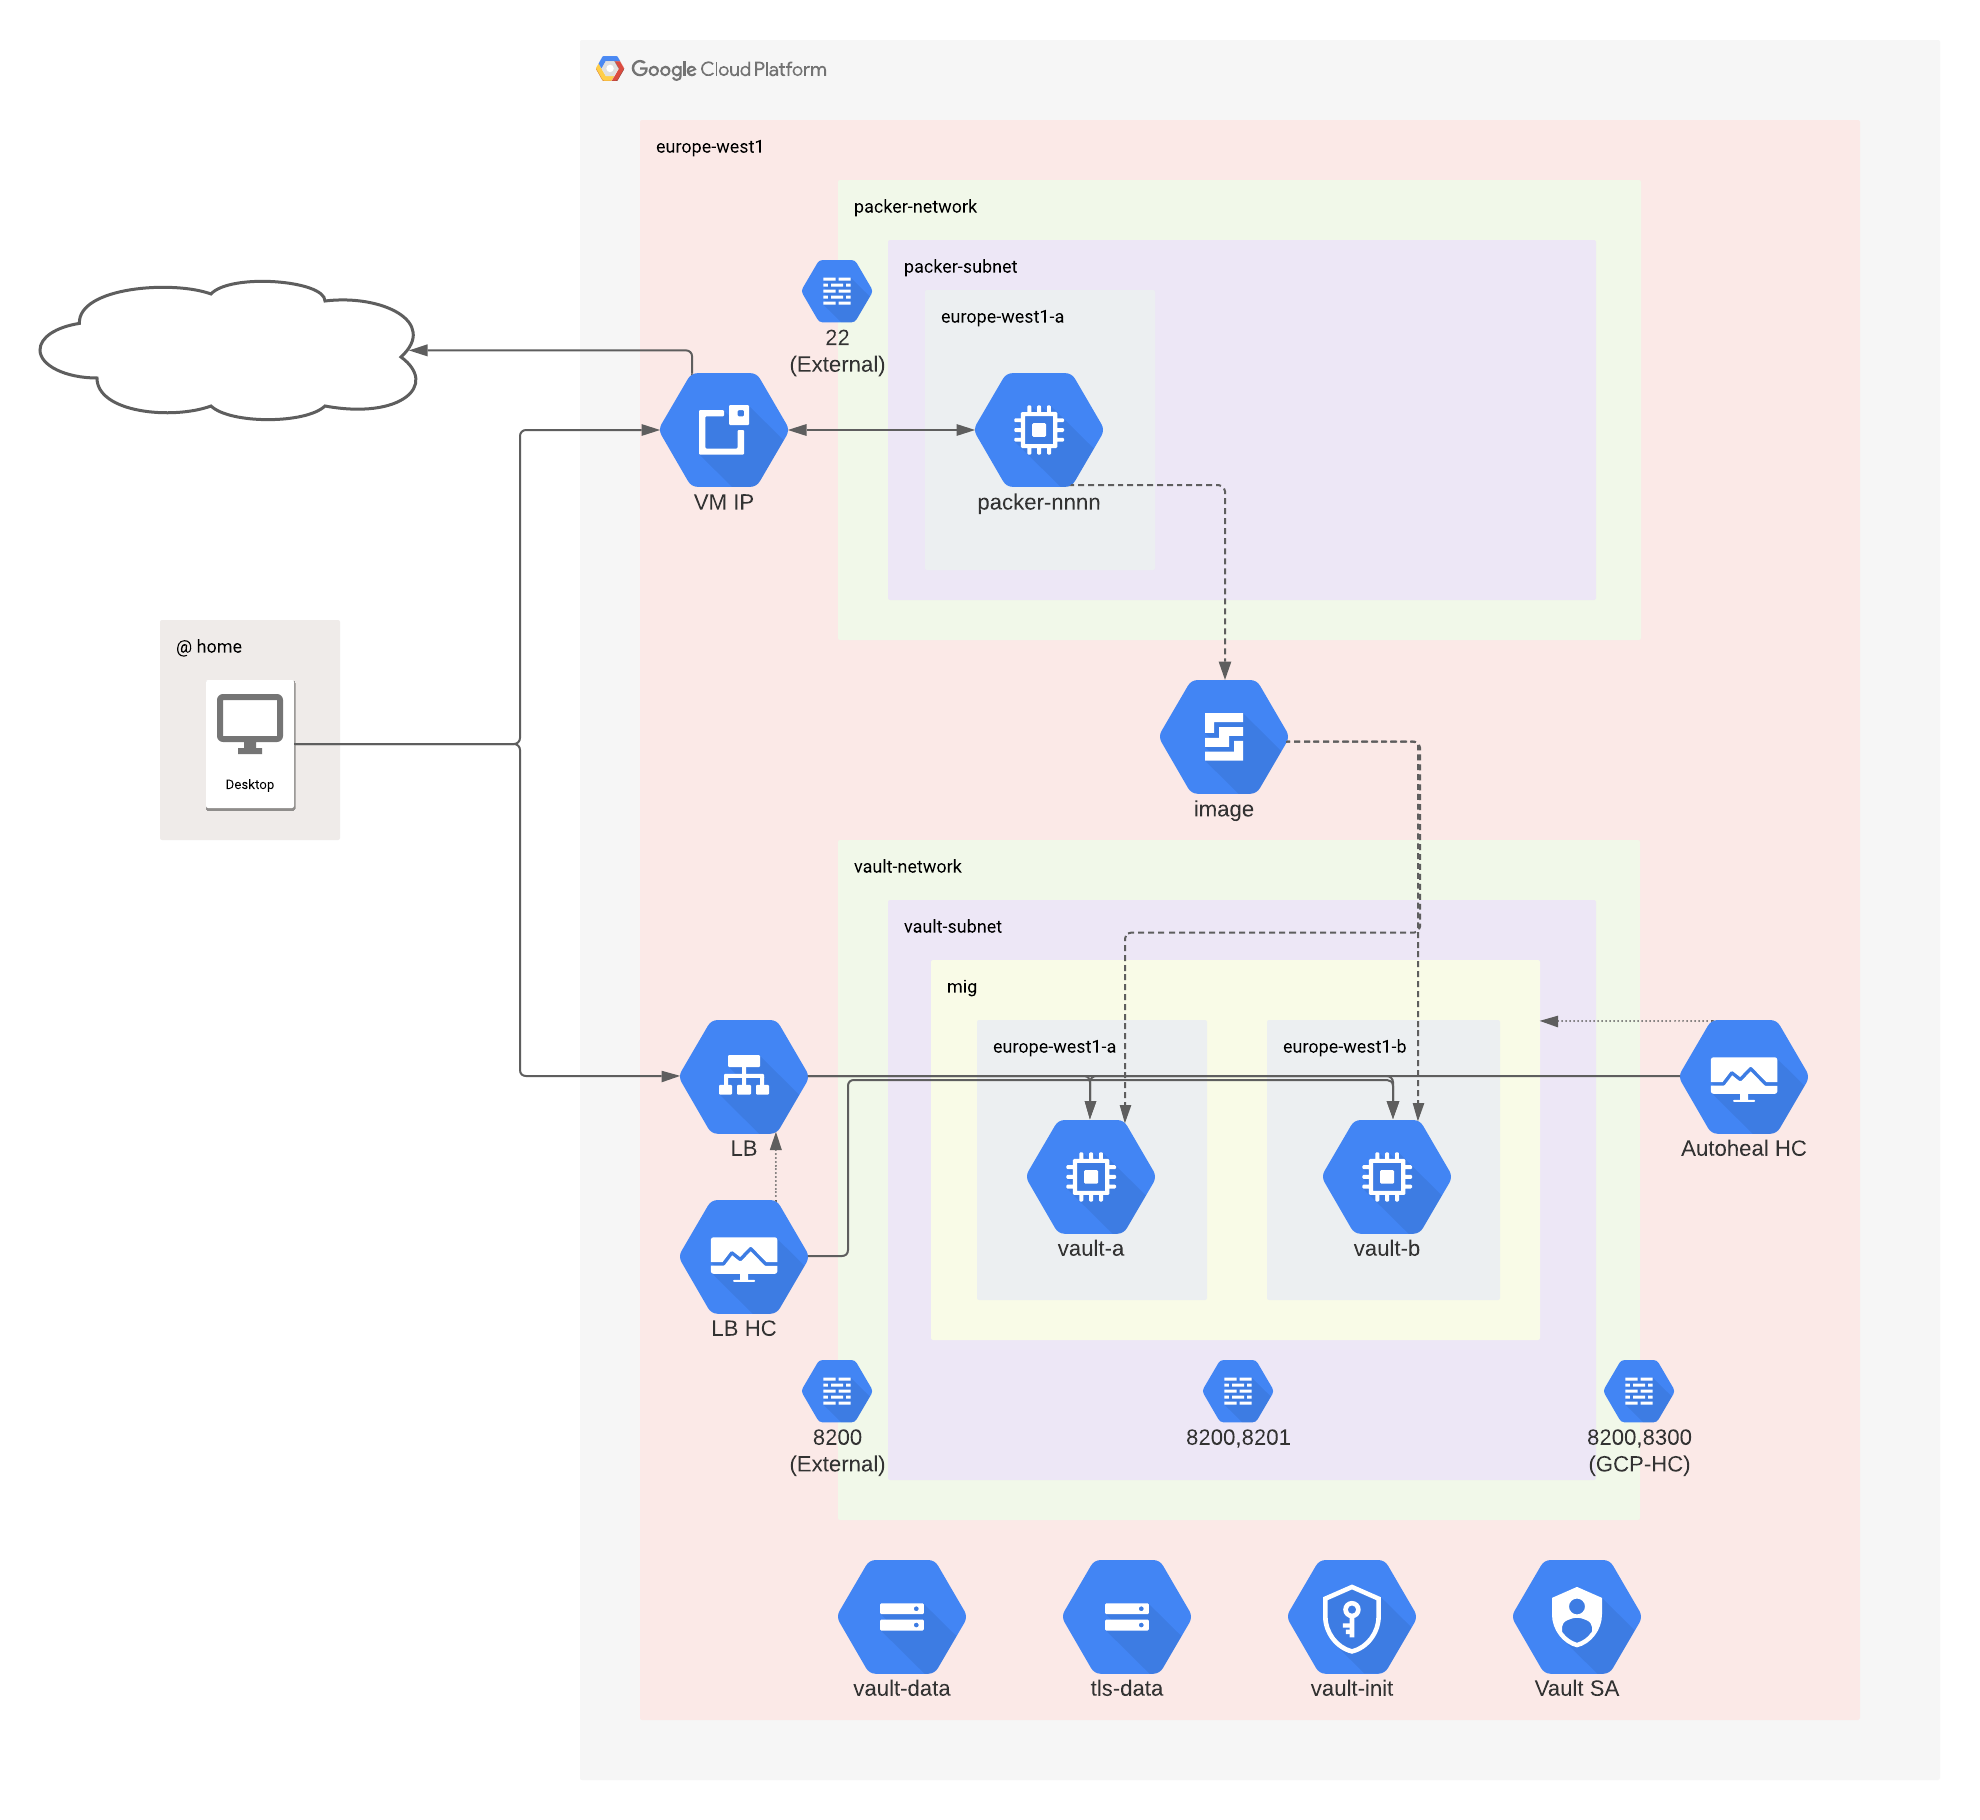 Google Cloud Platform
europe-west1
packer-network
packer-subnet
22
(External)
europe-west1-a
VM IP
packer-nnnn
@ home
Desktop
image
vault-network
vault-subnet
mig
europe-west1-a
europe-west1-b
LB
Autoheal HC
vault-a
vault-b
LB HC
8200
(External)
8200,8201
8200,8300
(GCP-HC)
vault-data
tls-data
vault-init
Vault SA